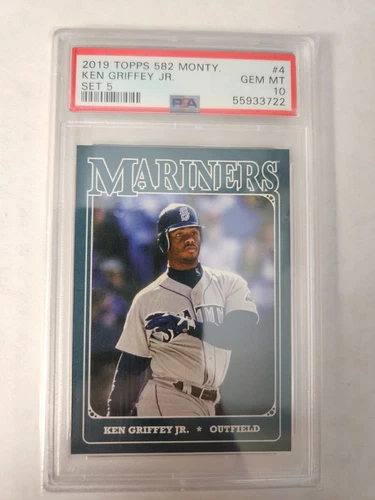 2019 TOPPS 582 MONTY. #4
KEN GRIFFEY JR. GEM MT
SET 5 PSA 10
55933722
MARINERS
S
KEN GRIFFEY JR. ★ OUTFIELD